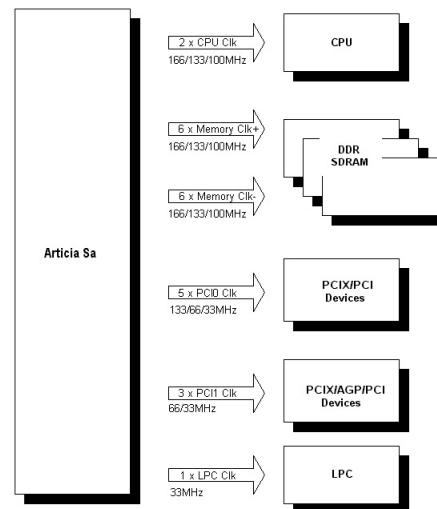 2 x CPU Clk
166/133/100MHz
CPU
6 x Memory Clk+
166/133/100MHz
DDR
SDRAM
6 x Memory Clk-
166/133/100MHz
Articia Sa
5 x PCI0 Clk
133/66/33MHz
PCIX/PCI
Devices
3 x PCI1 Clk
66/33MHz
PCIX/AGP/PCI
Devices
1 x LPC Clk
33MHz
LPC